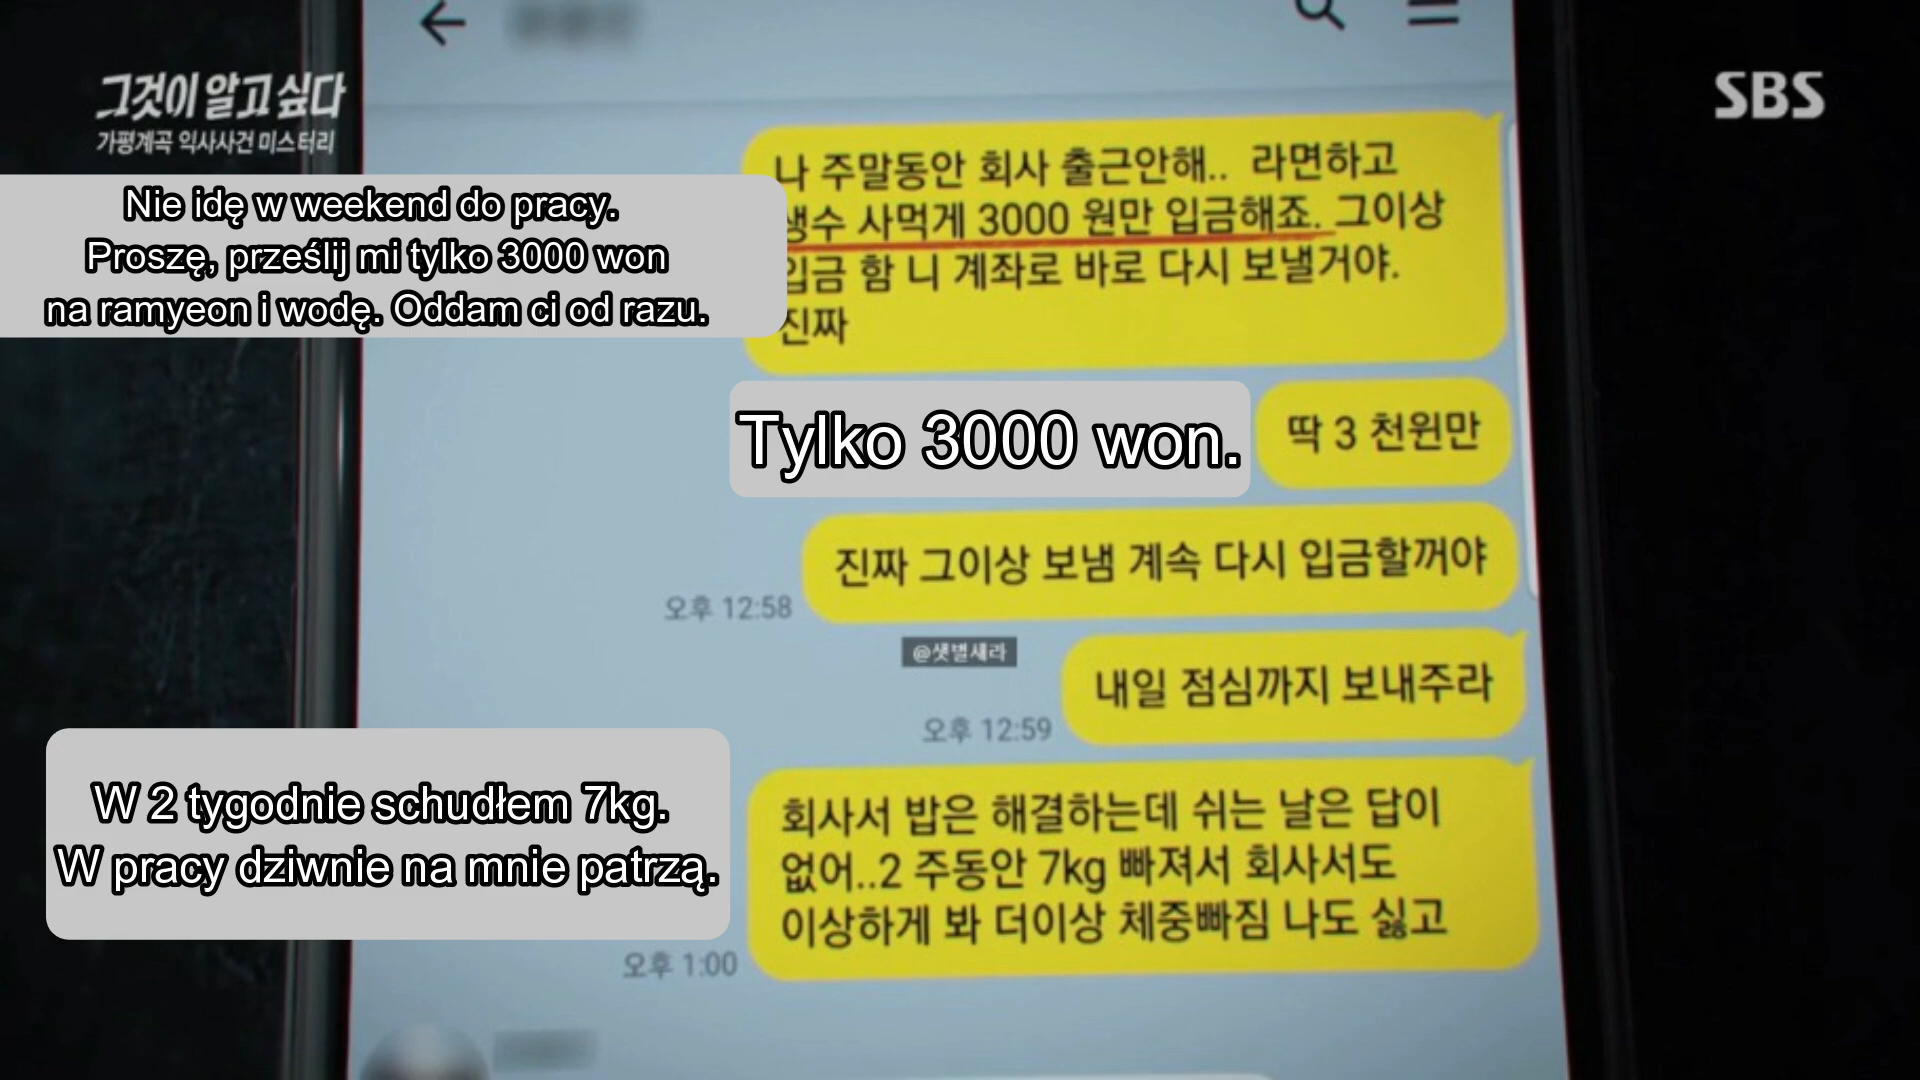 그것이 알고 싶다
가평계곡 익사사건 미스터리
SBS
나 주말동안 회사 출근안해.. 라면하고
생수 사먹게 3000 원만 입금해죠. 그이상
입금 함 니 계좌로 바로 다시 보낼거야.
진짜
Nie idę w weekend do pracy.
Proszę, prześlij mi tylko 3000 won
na ramyeon i wodę. Oddam ci od razu.
Tylko 3000 won.
딱 3 천원만
진짜 그이상 보냄 계속 다시 입금할꺼야
오후 12:58
@샛별새라
내일 점심까지 보내주라
오후 12:59
W 2 tygodnie schudłem 7kg.
W pracy dziwnie na mnie patrzą.
회사서 밥은 해결하는데 쉬는 날은 답이
없어..2 주동안 7kg 빠져서 회사서도
이상하게 봐 더이상 체중빠짐 나도 싫고
오후 1:00